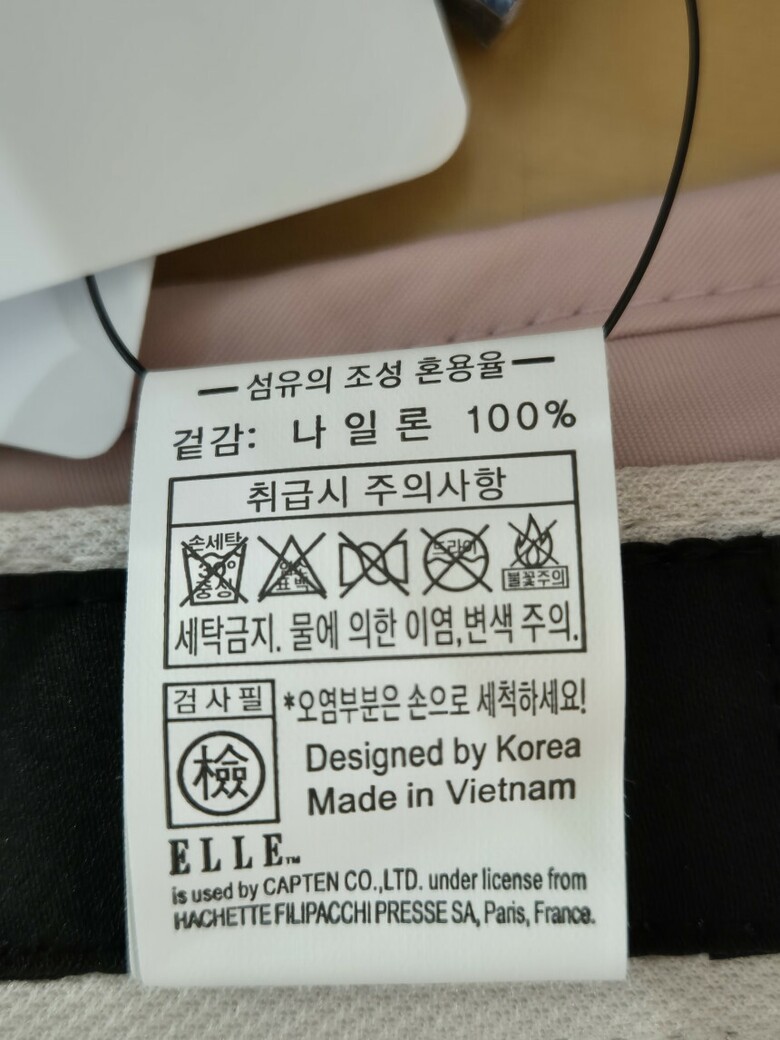 섬유의 조성 혼용율
겉감: 나 일 론 100%
취급시 주의사항
손세탁
30°
중성
염소
표백
드라이
불꽃주의
세탁금지. 물에 의한 이염,변색 주의.
검 사 필
檢
*오염부분은 손으로 세척하세요!
Designed by Korea
Made in Vietnam
ELLE™
is used by CAPTEN CO.,LTD. under license from
HACHETTE FILIPACCHI PRESSE SA, Paris, France.